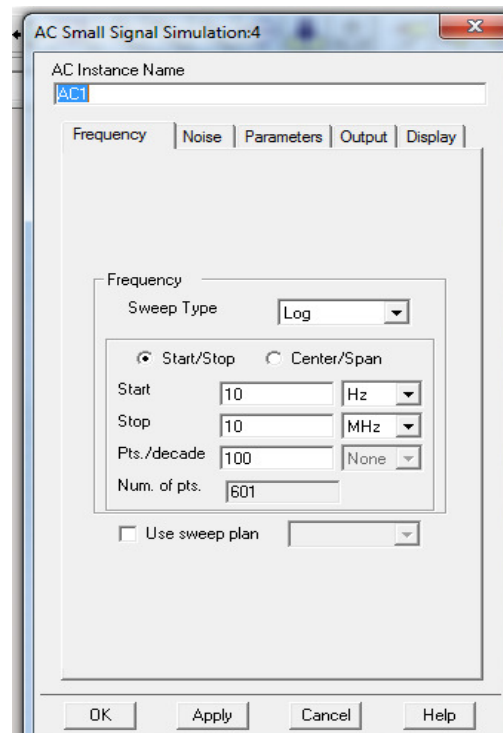 AC Small Signal Simulation:4
AC Instance Name
AC1
Frequency Noise Parameters Output Display
Frequency
Sweep Type Log
Start/Stop Center/Span
Start 10 Hz
Stop 10 MHz
Pts./decade 100 None
Num. of pts. 601
Use sweep plan
OK Apply Cancel Help